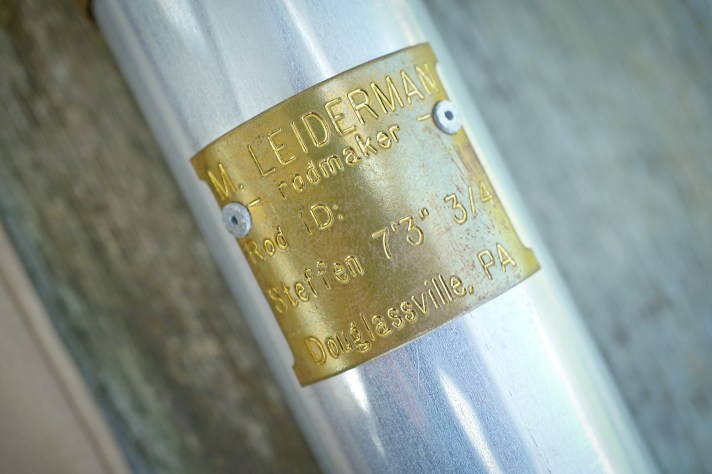 M. LEIDERMAN
- rodmaker -
Rod ID:
Steffen 7'3" 3/4
Douglassville, PA